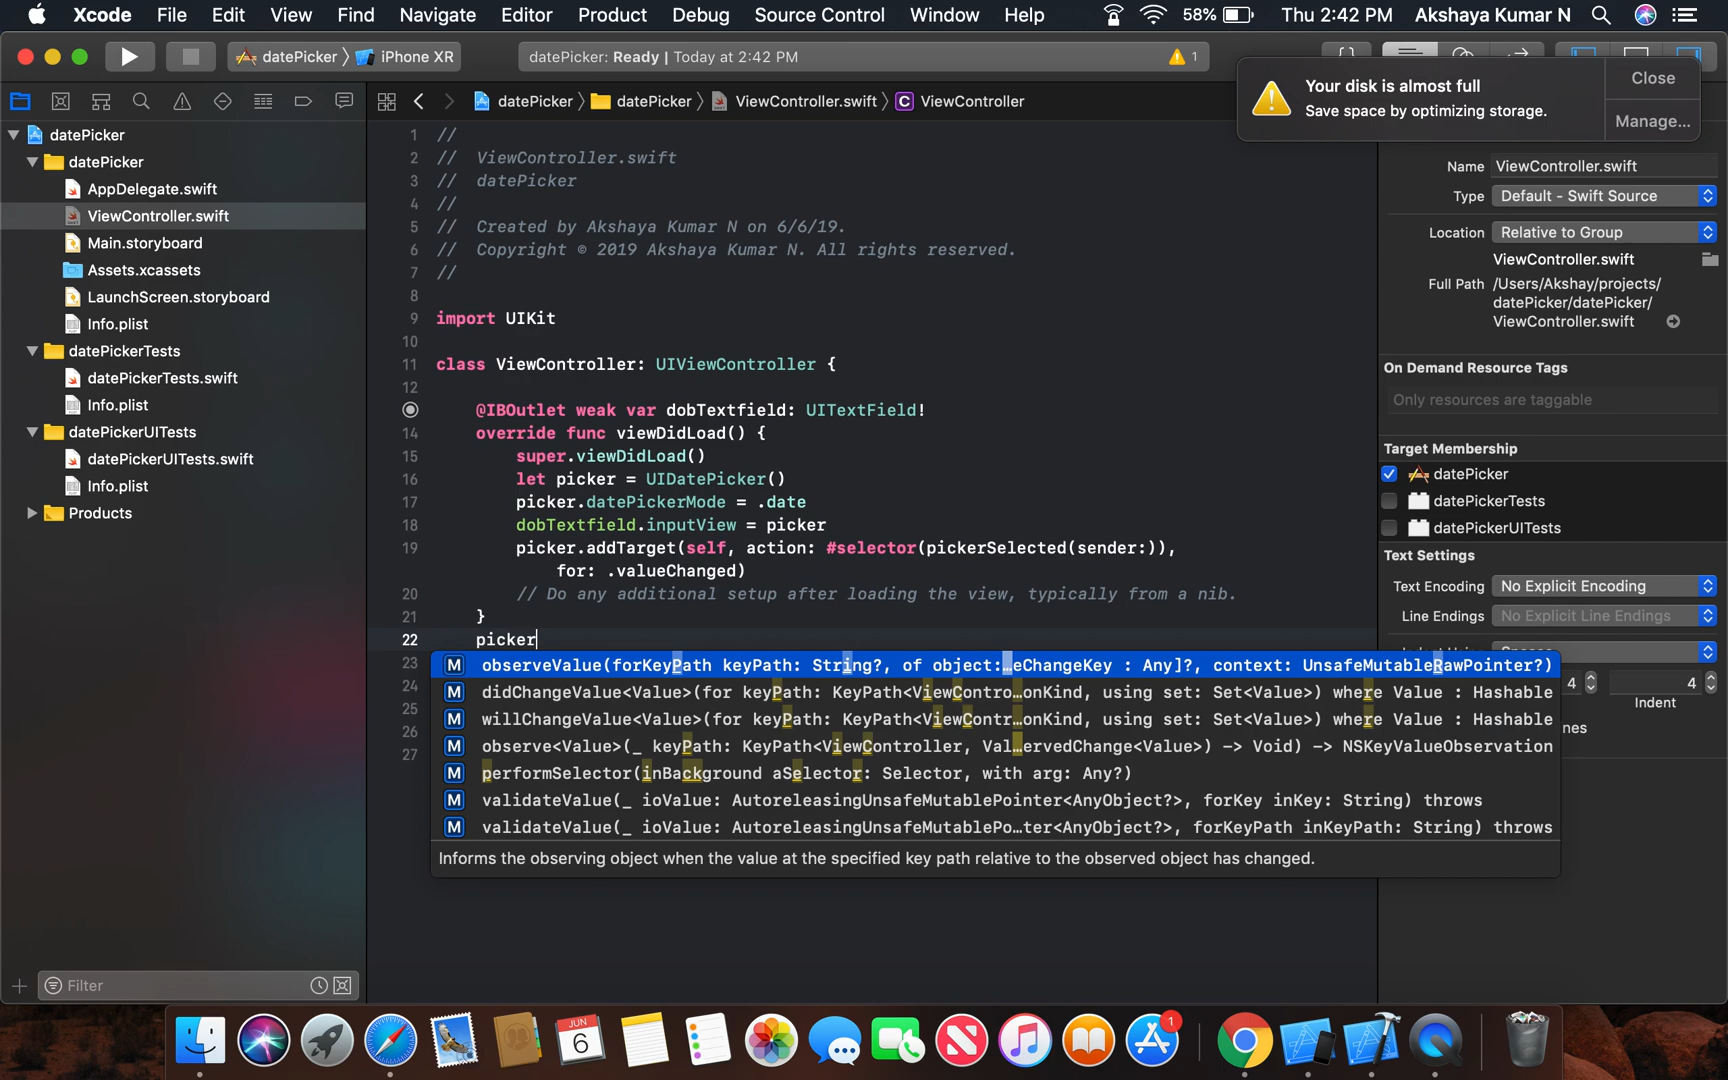 Xcode File Edit View Find Navigate Editor Product Debug Source Control Window Help 58% Thu 2:42 PM Akshaya Kumar N
datePicker 〉 iPhone XR
datePicker: Ready | Today at 2:42 PM
1
Your disk is almost full
Save space by optimizing storage.
Close
Manage...
datePicker 〉 datePicker 〉 ViewController.swift 〉 C ViewController
datePicker
datePicker
AppDelegate.swift
ViewController.swift
Main.storyboard
Assets.xcassets
LaunchScreen.storyboard
Info.plist
datePickerTests
datePickerTests.swift
Info.plist
datePickerUITests
datePickerUITests.swift
Info.plist
Products
Filter
1 //
2 // ViewController.swift
3 // datePicker
4 //
5 // Created by Akshaya Kumar N on 6/6/19.
6 // Copyright © 2019 Akshaya Kumar N. All rights reserved.
7 //
8
9 import UIKit
10
11 class ViewController: UIViewController {
12
@IBOutlet weak var dobTextfield: UITextField!
14 override func viewDidLoad() {
15 super.viewDidLoad()
16 let picker = UIDatePicker()
17 picker.datePickerMode = .date
18 dobTextfield.inputView = picker
19 picker.addTarget(self, action: #selector(pickerSelected(sender:)),
for: .valueChanged)
20 // Do any additional setup after loading the view, typically from a nib.
21 }
22 picker
23
24
25
26
27
M observeValue(forKeyPath keyPath: String?, of object:…eChangeKey : Any]?, context: UnsafeMutableRawPointer?)
M didChangeValue<Value>(for keyPath: KeyPath<ViewContro…onKind, using set: Set<Value>) where Value : Hashable
M willChangeValue<Value>(for keyPath: KeyPath<ViewContr…onKind, using set: Set<Value>) where Value : Hashable
M observe<Value>(_ keyPath: KeyPath<ViewController, Val…ervedChange<Value>) -> Void) -> NSKeyValueObservation
M performSelector(inBackground aSelector: Selector, with arg: Any?)
M validateValue(_ ioValue: AutoreleasingUnsafeMutablePointer<AnyObject?>, forKey inKey: String) throws
M validateValue(_ ioValue: AutoreleasingUnsafeMutablePo…ter<AnyObject?>, forKeyPath inKeyPath: String) throws
Informs the observing object when the value at the specified key path relative to the observed object has changed.
Name ViewController.swift
Type Default - Swift Source
Location Relative to Group
ViewController.swift
Full Path /Users/Akshay/projects/
datePicker/datePicker/
ViewController.swift
On Demand Resource Tags
Only resources are taggable
Target Membership
datePicker
datePickerTests
datePickerUITests
Text Settings
Text Encoding No Explicit Encoding
Line Endings No Explicit Line Endings
4 4
Indent
nes
JUN
6
1